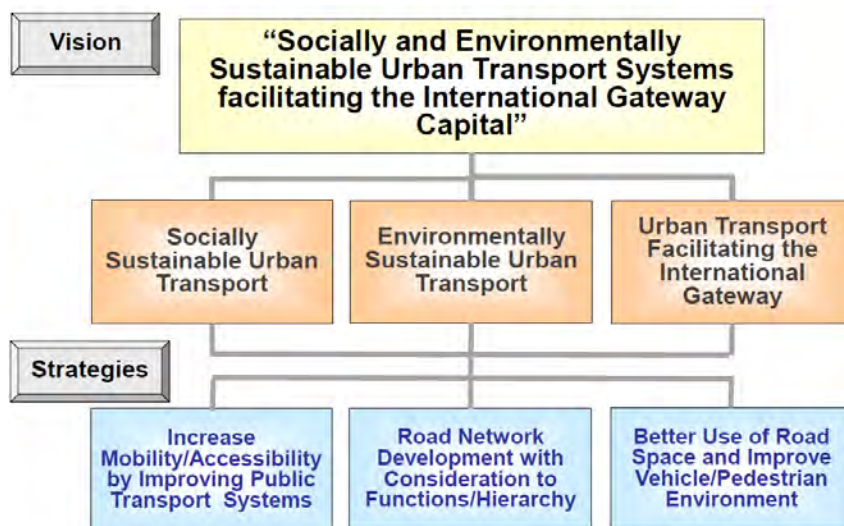 Vision
“Socially and Environmentally
Sustainable Urban Transport Systems
facilitating the International Gateway
Capital”
Socially
Sustainable Urban
Transport
Environmentally
Sustainable Urban
Transport
Urban Transport
Facilitating the
International
Gateway
Strategies
Increase
Mobility/Accessibility
by Improving Public
Transport Systems
Road Network
Development with
Consideration to
Functions/Hierarchy
Better Use of Road
Space and Improve
Vehicle/Pedestrian
Environment